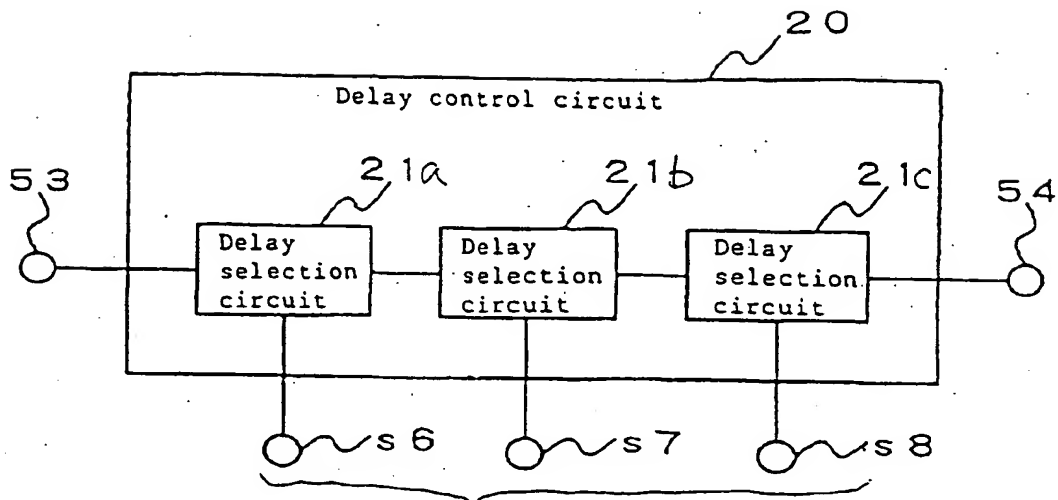 20
Delay control circuit
53
21a
21b
21c
54
Delay
selection
circuit
Delay
selection
circuit
Delay
selection
circuit
s6
s7
s8